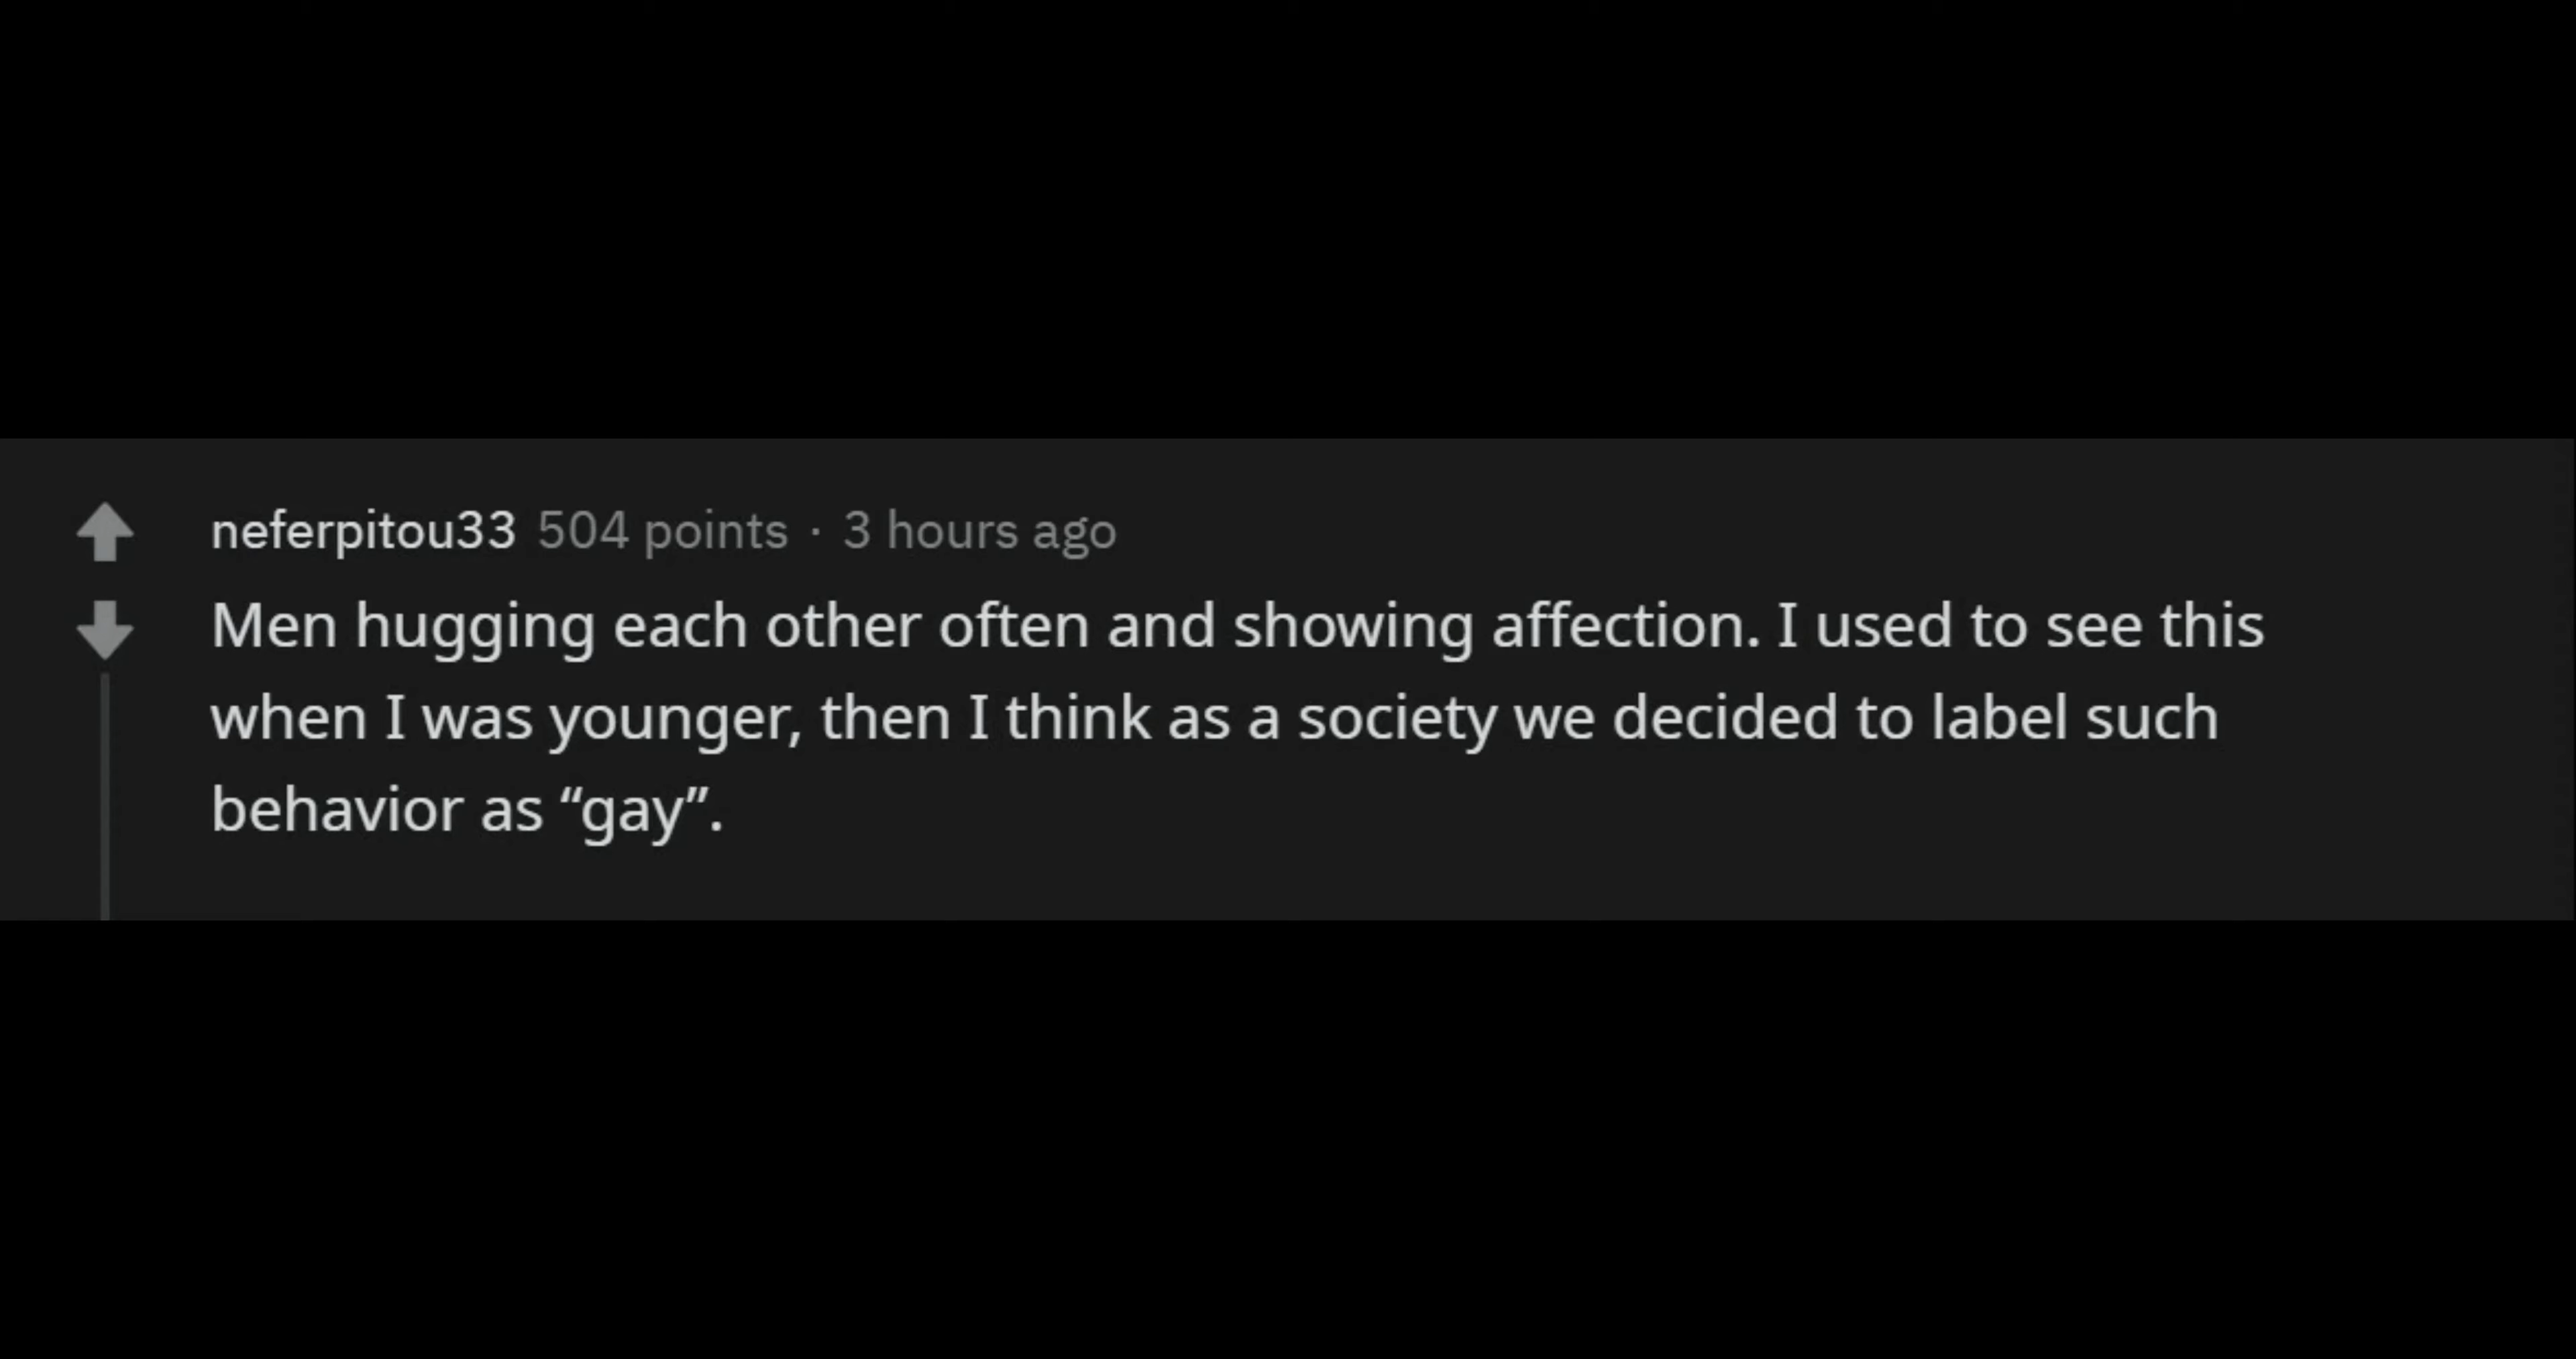 neferpitou33 504 points · 3 hours ago
Men hugging each other often and showing affection. I used to see this
when I was younger, then I think as a society we decided to label such
behavior as “gay”.